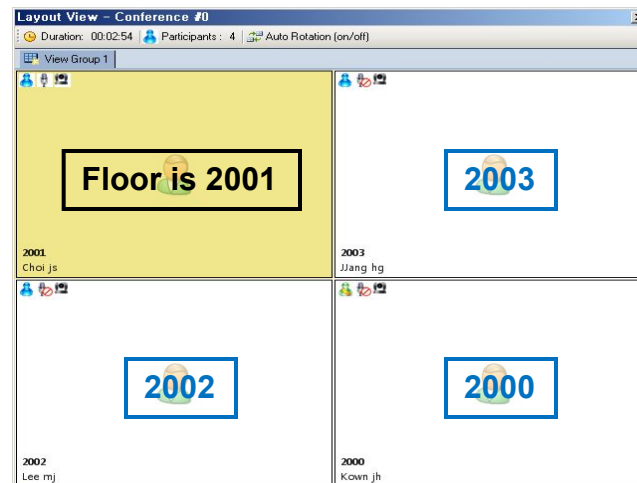 Layout View - Conference #0
Duration: 00:02:54 Participants : 4 Auto Rotation (on/off)
View Group 1
Floor is 2001
2003
2001
Choi js
2003
JJang hg
2002
2000
2002
Lee mj
2000
Kown jh